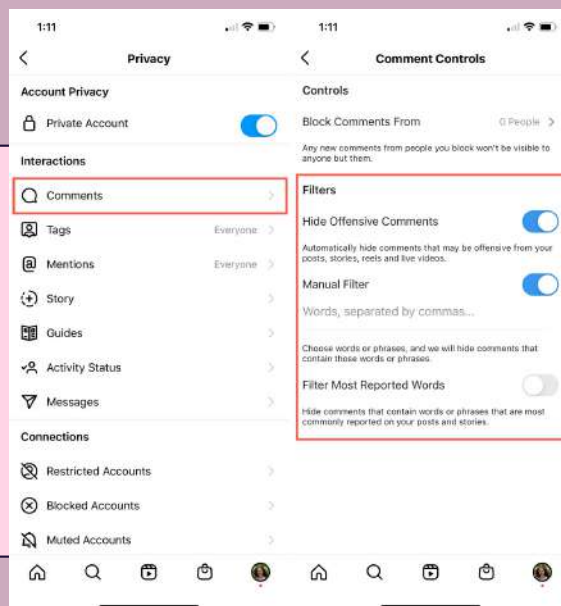 1:11
Privacy
Account Privacy
Private Account
Interactions
Comments
Tags Everyone
Mentions Everyone
Story
Guides
Activity Status
Messages
Connections
Restricted Accounts
Blocked Accounts
Muted Accounts
1:11
Comment Controls
Controls
Block Comments From 0 People
Any new comments from people you block won't be visible to
anyone but them.
Filters
Hide Offensive Comments
Automatically hide comments that may be offensive from your
posts, stories, reels and live videos.
Manual Filter
Words, separated by commas...
Choose words or phrases, and we will hide comments that
contain those words or phrases.
Filter Most Reported Words
Hide comments that contain words or phrases that are most
commonly reported on your posts and stories.